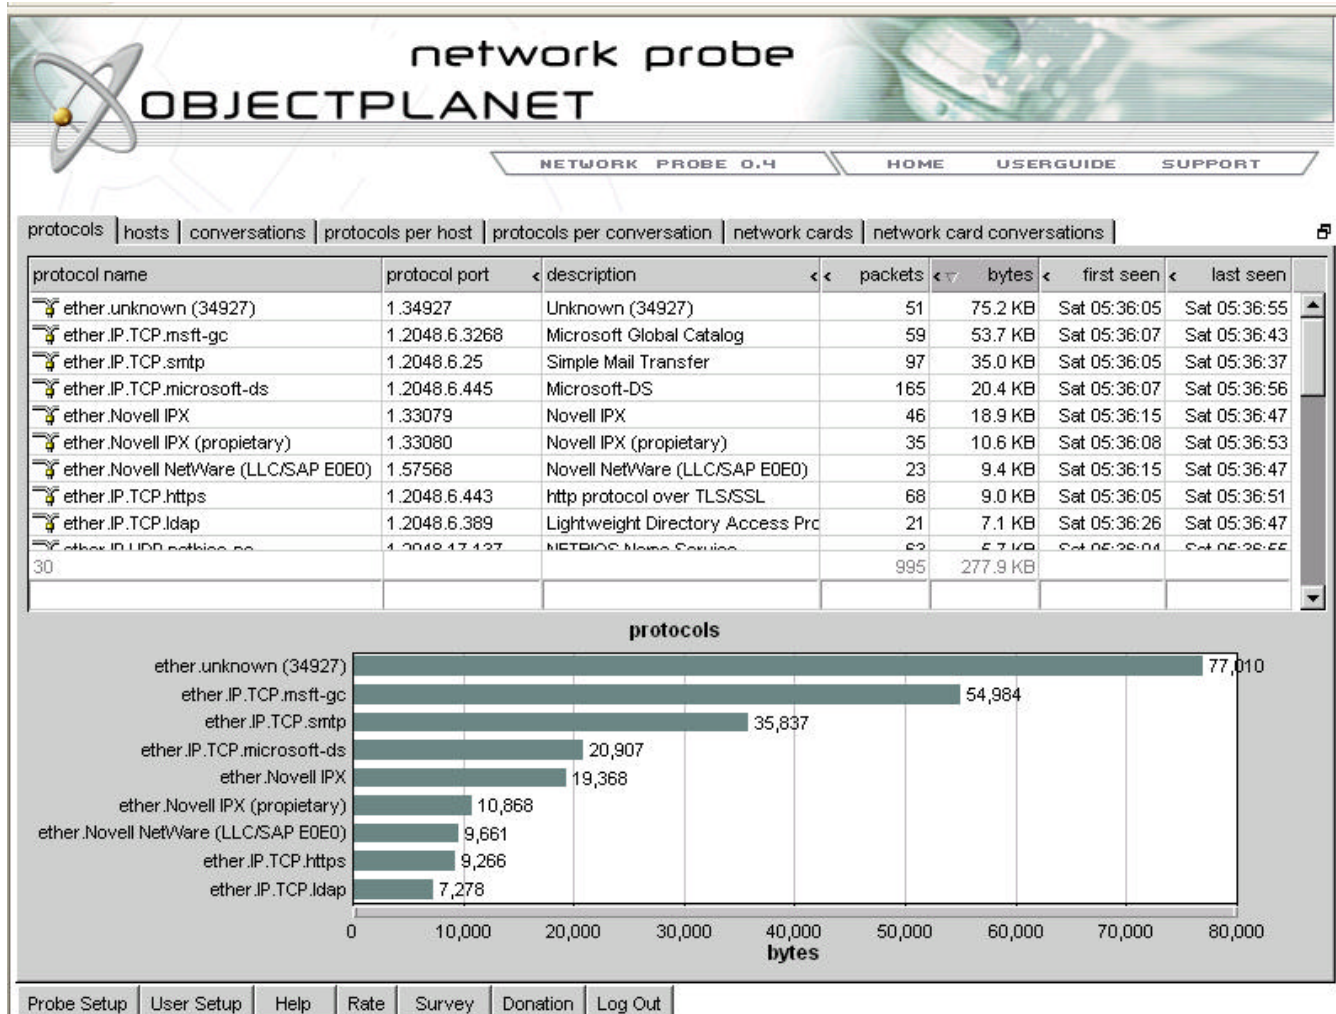 network probe
OBJECTPLANET
NETWORK PROBE 0.4 HOME USERGUIDE SUPPORT
protocols hosts conversations protocols per host protocols per conversation network cards network card conversations
protocol name protocol port < description < < packets < bytes < first seen < last seen
ether.unknown (34927) 1.34927 Unknown (34927) 51 75.2 KB Sat 05:36:05 Sat 05:36:55
ether.IP.TCP.msft-gc 1.2048.6.3268 Microsoft Global Catalog 59 53.7 KB Sat 05:36:07 Sat 05:36:43
ether.IP.TCP.smtp 1.2048.6.25 Simple Mail Transfer 97 35.0 KB Sat 05:36:05 Sat 05:36:37
ether.IP.TCP.microsoft-ds 1.2048.6.445 Microsoft-DS 165 20.4 KB Sat 05:36:07 Sat 05:36:56
ether.Novell IPX 1.33079 Novell IPX 46 18.9 KB Sat 05:36:15 Sat 05:36:47
ether.Novell IPX (propietary) 1.33080 Novell IPX (propietary) 35 10.6 KB Sat 05:36:08 Sat 05:36:53
ether.Novell NetWare (LLC/SAP E0E0) 1.57568 Novell NetWare (LLC/SAP E0E0) 23 9.4 KB Sat 05:36:15 Sat 05:36:47
ether.IP.TCP.https 1.2048.6.443 http protocol over TLS/SSL 68 9.0 KB Sat 05:36:05 Sat 05:36:51
ether.IP.TCP.ldap 1.2048.6.389 Lightweight Directory Access Prc 21 7.1 KB Sat 05:36:26 Sat 05:36:47
1.2048.17.137 NETBIOS Name Service
30 995 277.9 KB
protocols
ether.unknown (34927) 77,010
ether.IP.TCP.msft-gc 54,984
ether.IP.TCP.smtp 35,837
ether.IP.TCP.microsoft-ds 20,907
ether.Novell IPX 19,368
ether.Novell IPX (propietary) 10,868
ether.Novell NetWare (LLC/SAP E0E0) 9,661
ether.IP.TCP.https 9,266
ether.IP.TCP.ldap 7,278
0 10,000 20,000 30,000 40,000 50,000 60,000 70,000 80,000
bytes
Probe Setup User Setup Help Rate Survey Donation Log Out